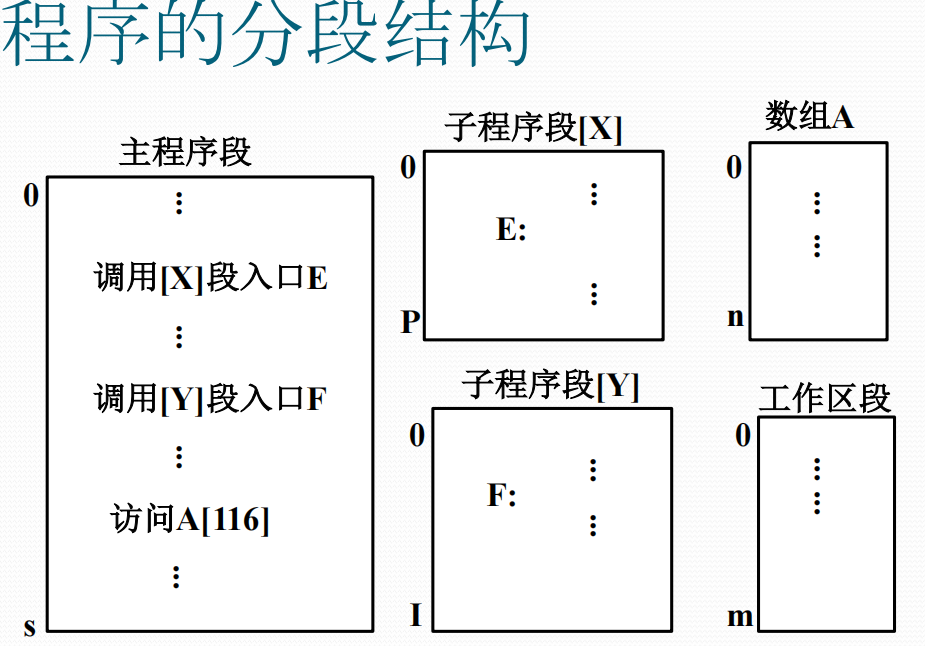 程序的分段结构
主程序段
0
⋮
调用[X]段入口E
⋮
调用[Y]段入口F
⋮
访问A[116]
⋮
s
子程序段[X]
0
⋮
E:
⋮
P
子程序段[Y]
0
⋮
F:
⋮
I
数组A
0
⋮
⋮
n
工作区段
0
⋮
⋮
m